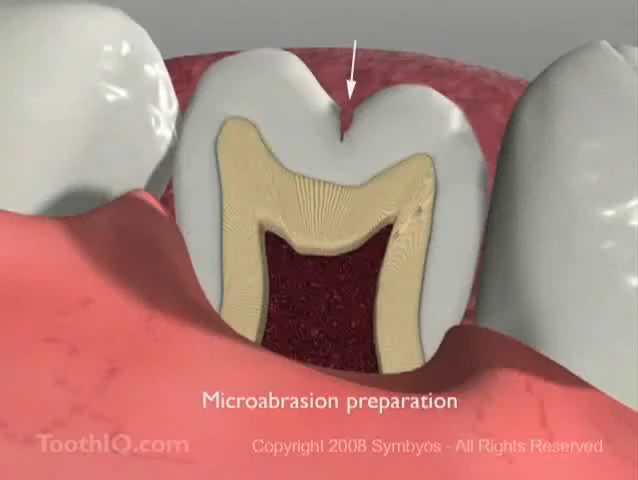 Microabrasion preparation
ToothIQ.com
Copyright 2008 Symbyos - All Rights Reserved